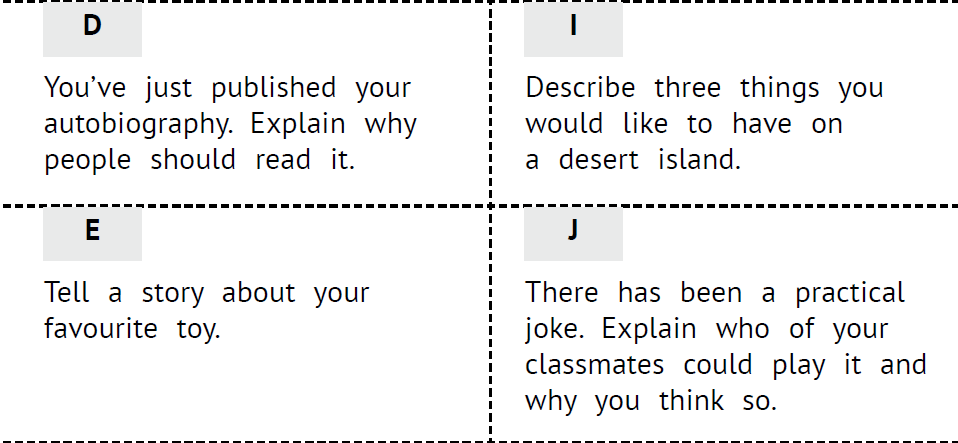 D
You've just published your
autobiography. Explain why
people should read it.
I
Describe three things you
would like to have on
a desert island.
E
Tell a story about your
favourite toy.
J
There has been a practical
joke. Explain who of your
classmates could play it and
why you think so.